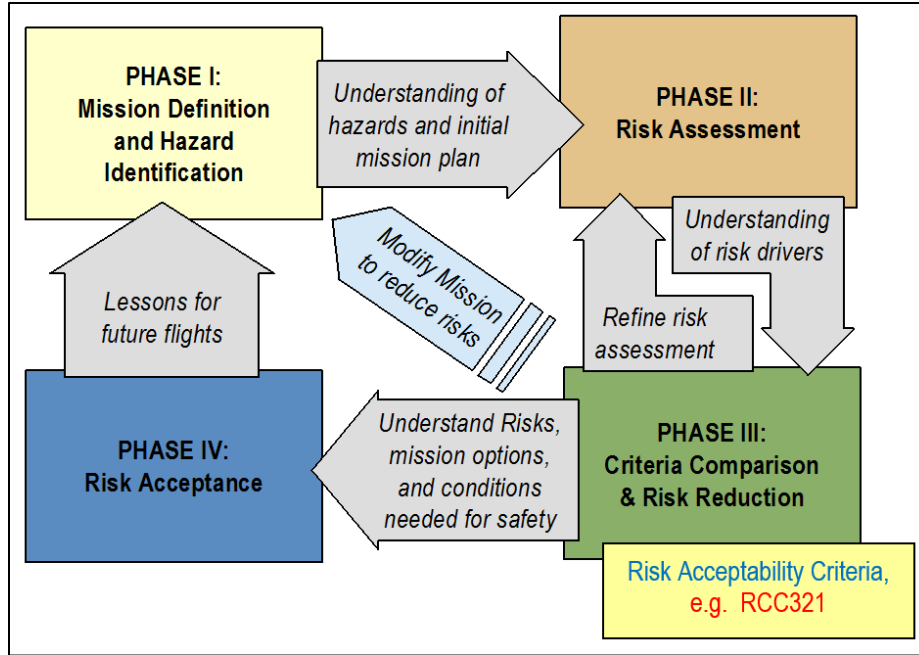 PHASE I:
Mission Definition
and Hazard
Identification
Understanding of
hazards and initial
mission plan
PHASE II:
Risk Assessment
Understanding
of risk drivers
Refine risk
assessment
Modify Mission
to reduce risks
Lessons for
future flights
PHASE IV:
Risk Acceptance
Understand Risks,
mission options,
and conditions
needed for safety
PHASE III:
Criteria Comparison
& Risk Reduction
Risk Acceptability Criteria,
e.g. RCC321